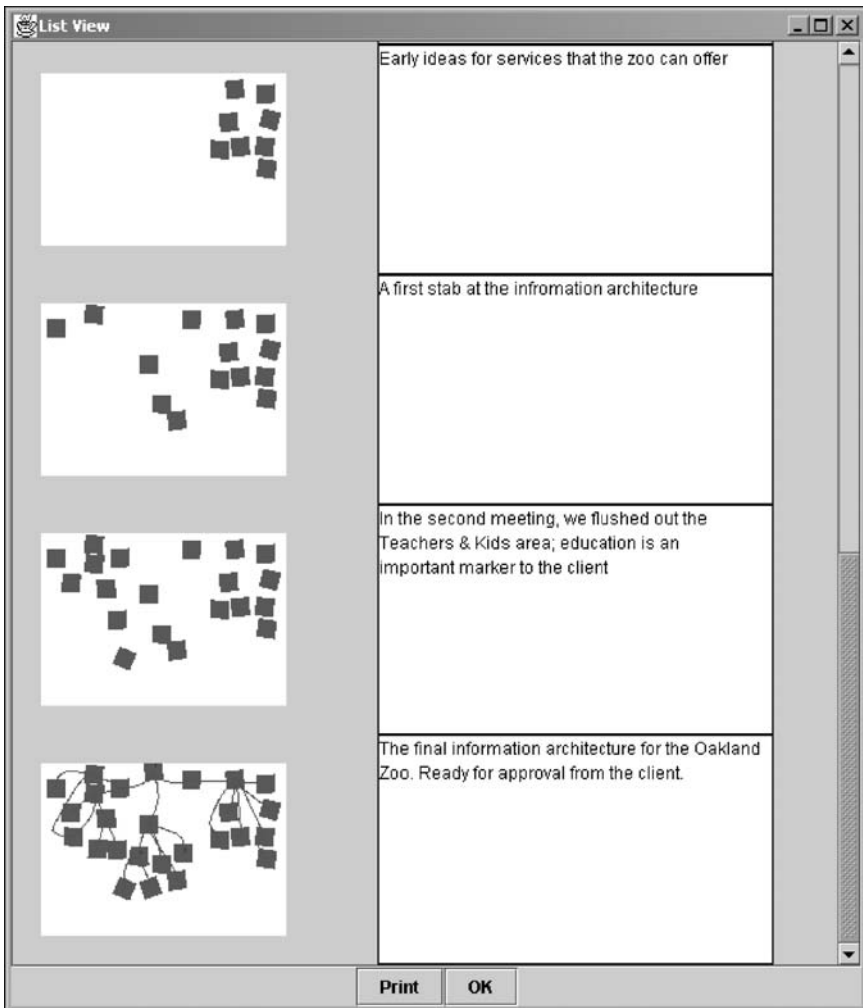 List View
Early ideas for services that the zoo can offer
A first stab at the infromation architecture
In the second meeting, we flushed out the
Teachers & Kids area; education is an
important marker to the client
The final information architecture for the Oakland
Zoo. Ready for approval from the client.
Print
OK